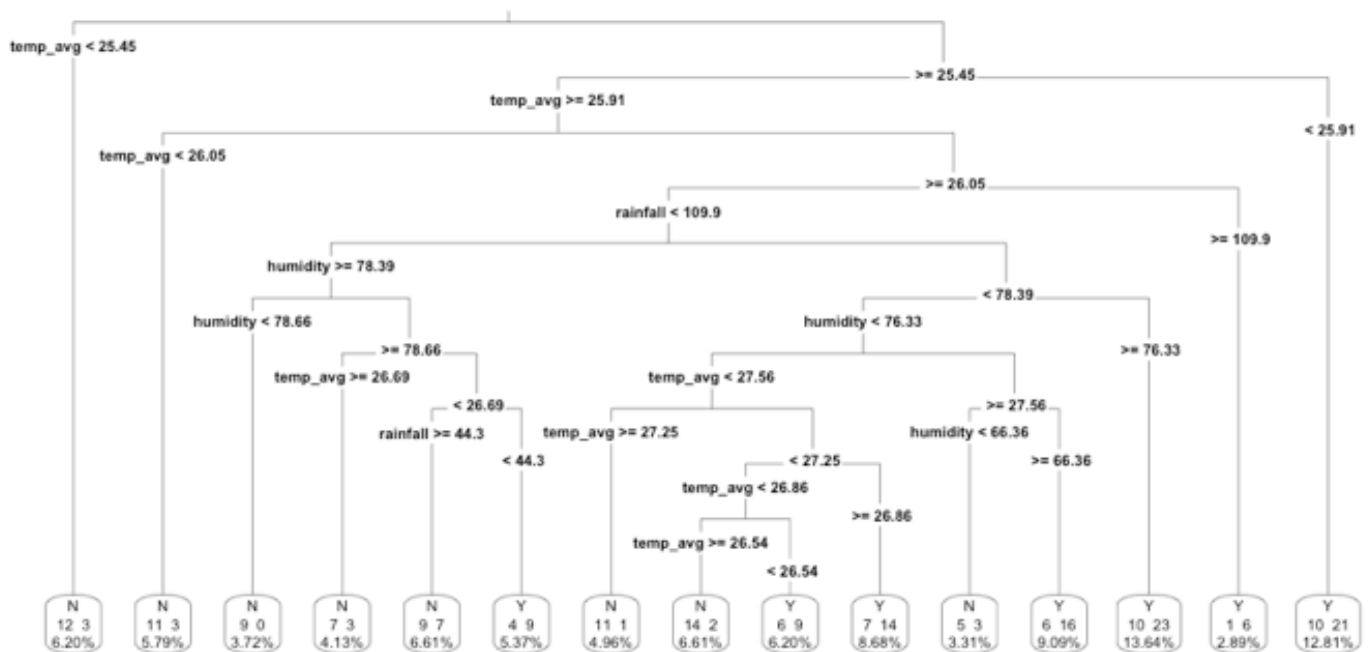 temp_avg < 25.45
>= 25.45
temp_avg >= 25.91
< 25.91
temp_avg < 26.05
>= 26.05
rainfall < 109.9
>= 109.9
humidity >= 78.39
< 78.39
humidity < 78.66
humidity < 76.33
>= 78.66
>= 76.33
temp_avg >= 26.69
temp_avg < 27.56
< 26.69
>= 27.56
rainfall >= 44.3
temp_avg >= 27.25
humidity < 66.36
< 44.3
< 27.25
>= 66.36
temp_avg < 26.86
>= 26.86
temp_avg >= 26.54
< 26.54
N N N N N Y N N Y Y N Y Y Y Y
12 3 11 3 9 0 7 3 9 7 4 9 11 1 14 2 6 9 7 14 5 3 6 16 10 23 1 6 10 21
6.20% 5.79% 3.72% 4.13% 6.61% 5.37% 4.96% 6.61% 6.20% 8.68% 3.31% 9.09% 13.64% 2.89% 12.81%